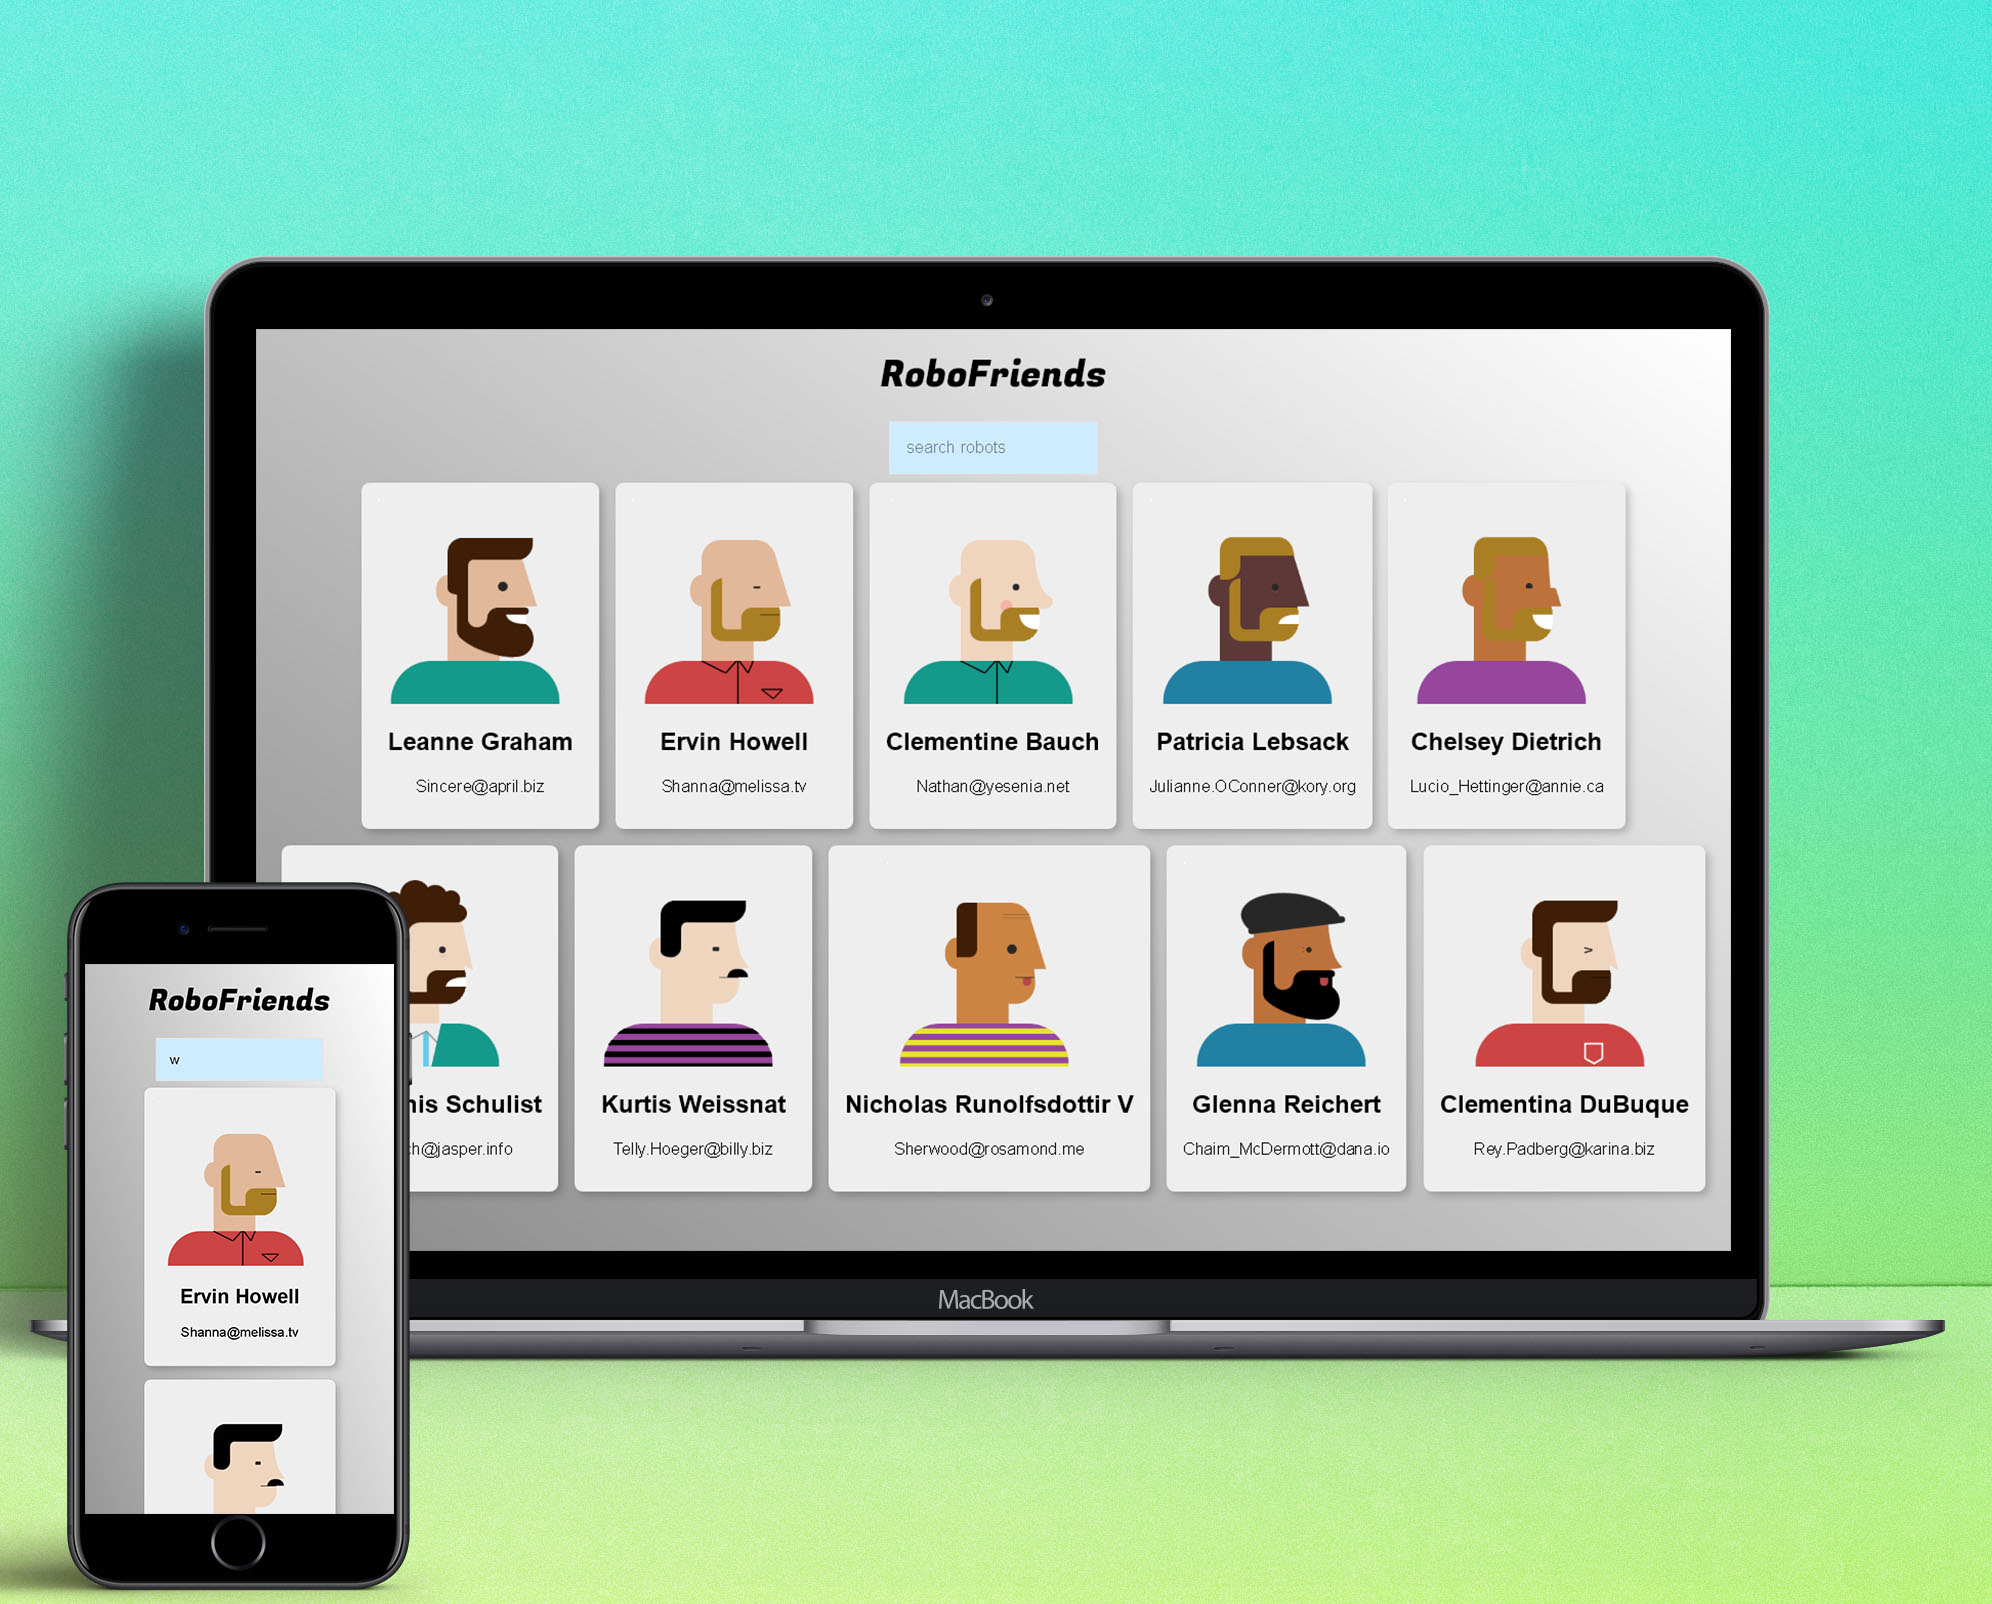 RoboFriends
search robots
Leanne Graham
Sincere@april.biz
Ervin Howell
Shanna@melissa.tv
Clementine Bauch
Nathan@yesenia.net
Patricia Lebsack
Julianne.OConner@kory.org
Chelsey Dietrich
Lucio_Hettinger@annie.ca
Schulist
ch@jasper.info
Kurtis Weissnat
Telly.Hoeger@billy.biz
Nicholas Runolfsdottir V
Sherwood@rosamond.me
Glenna Reichert
Chaim_McDermott@dana.io
Clementina DuBuque
Rey.Padberg@karina.biz
MacBook
RoboFriends
w
Ervin Howell
Shanna@melissa.tv